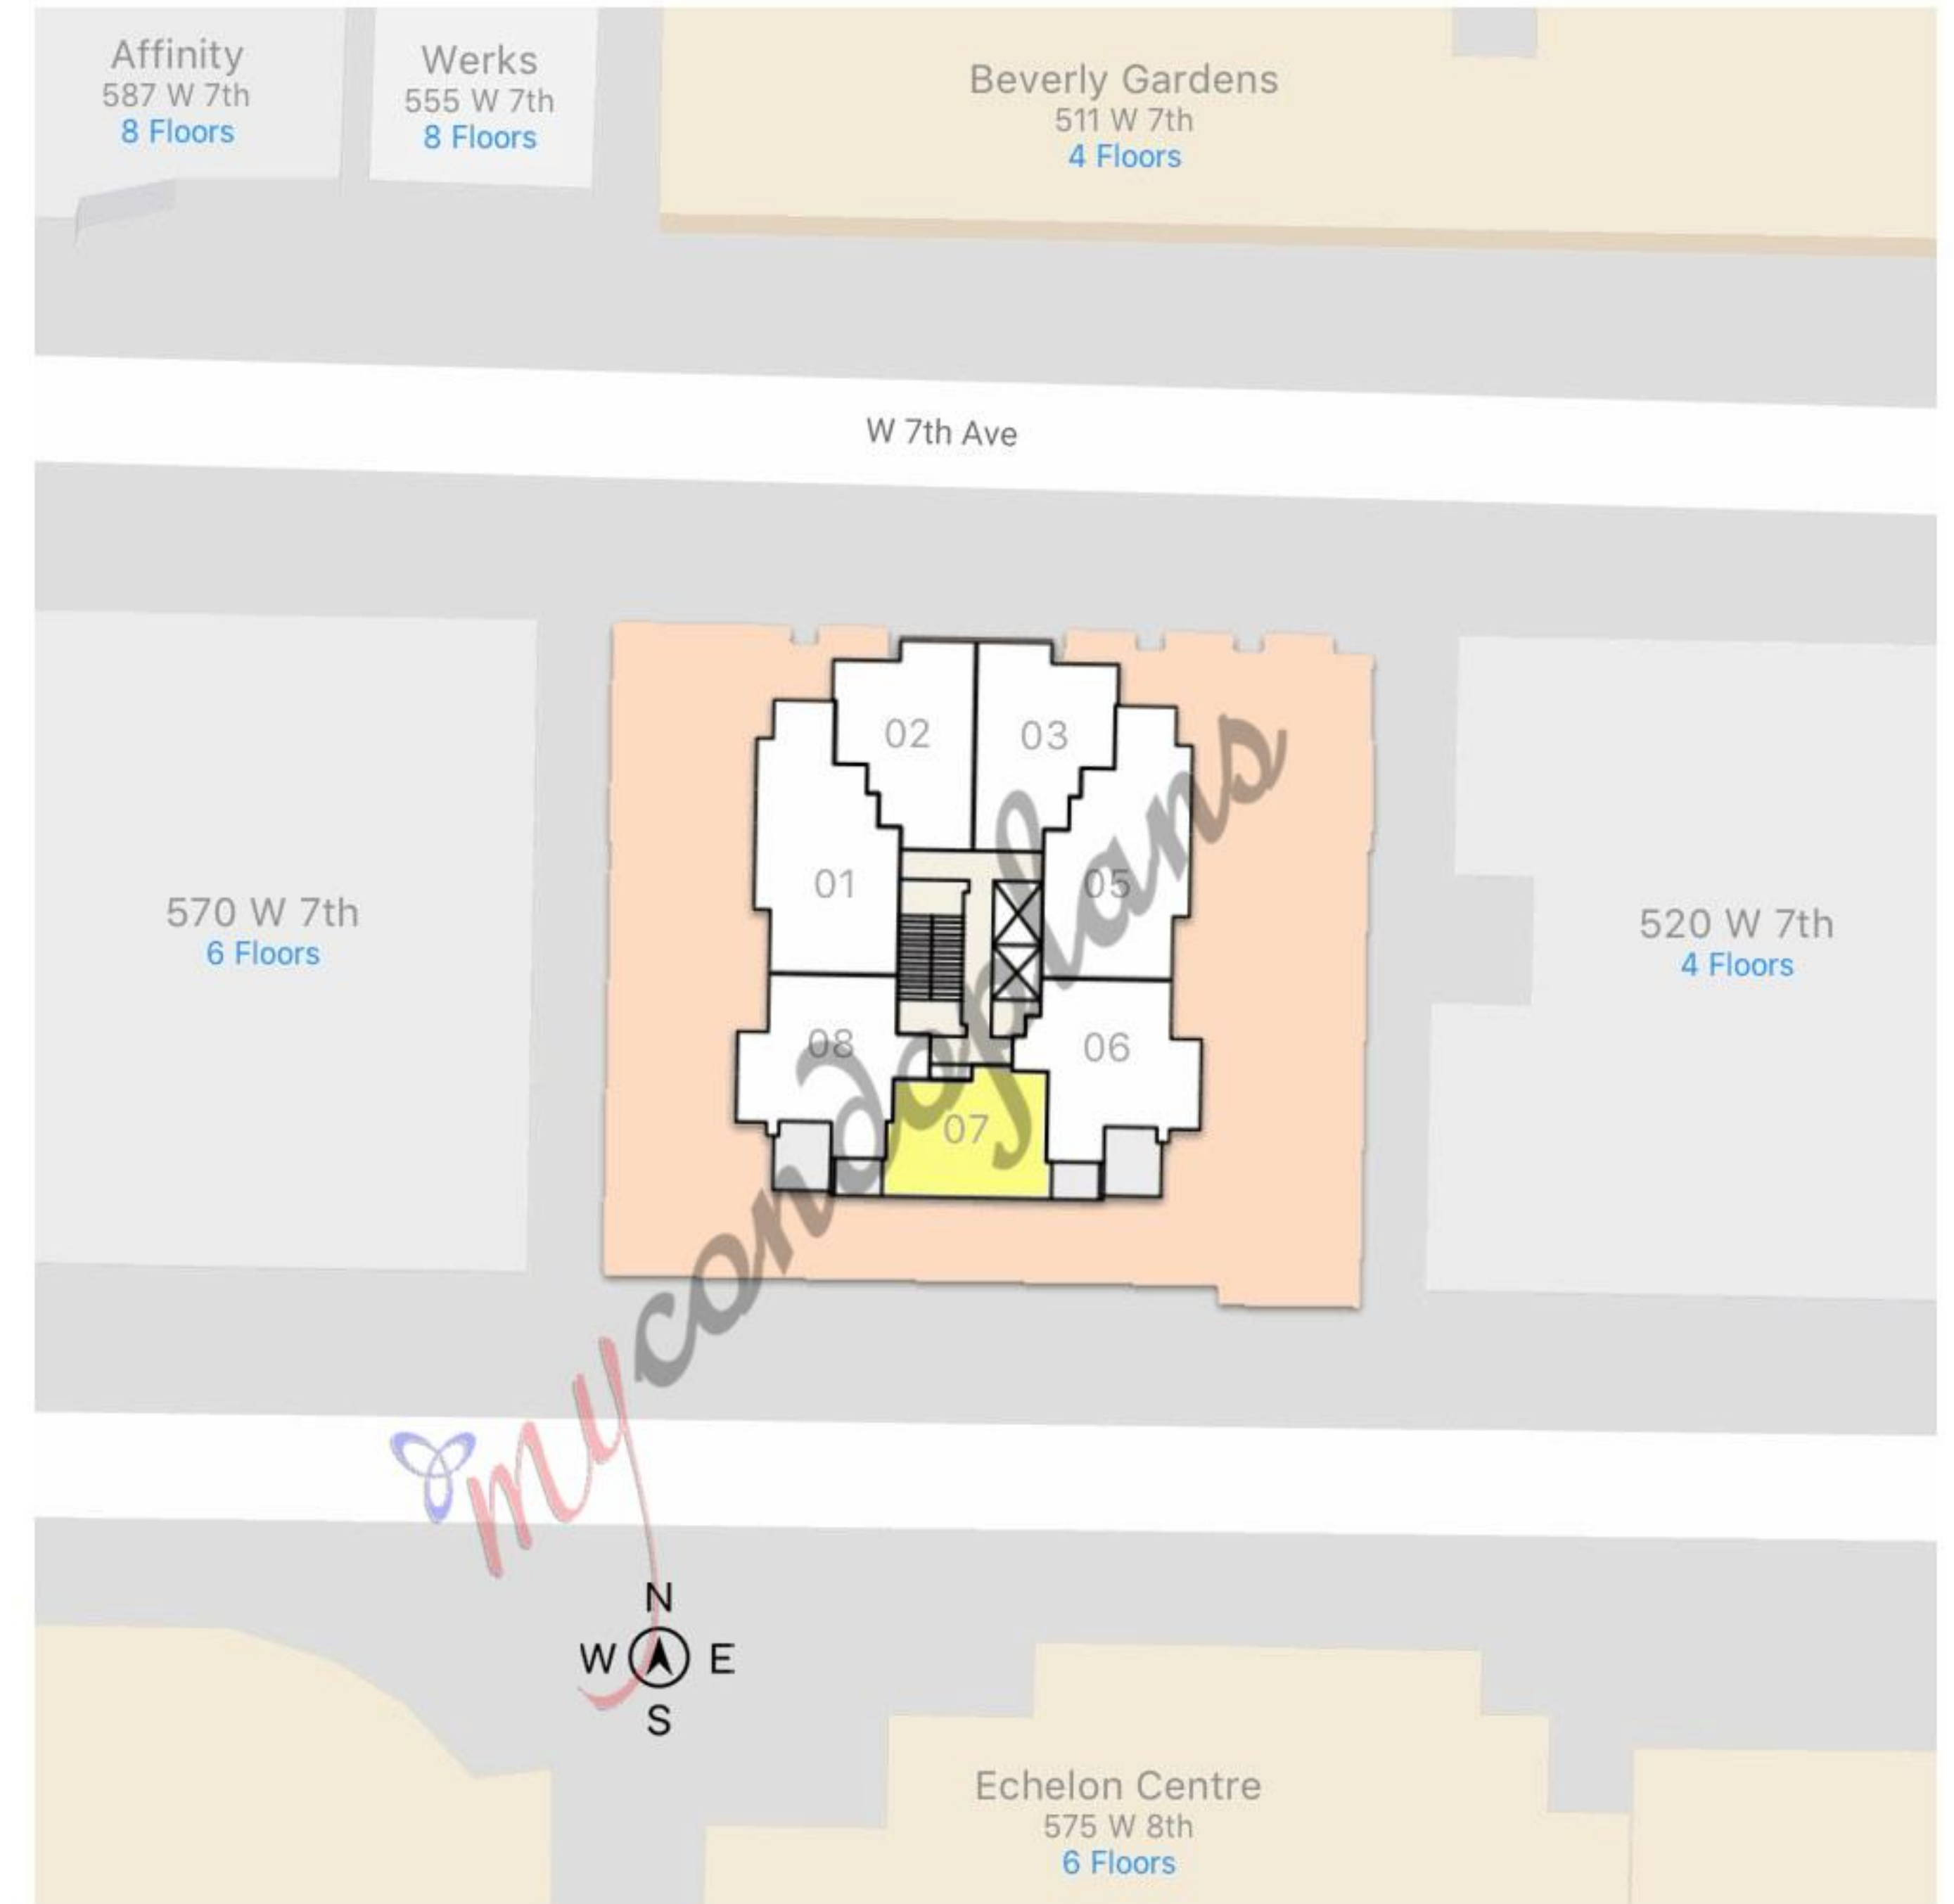 Affinity
587 W 7th
8 Floors
Werks
555 W 7th
8 Floors
Beverly Gardens
511 W 7th
4 Floors
W 7th Ave
02
03
01
05
570 W 7th
6 Floors
520 W 7th
4 Floors
08
06
07
mycondoplans
N
W E
S
Echelon Centre
575 W 8th
6 Floors